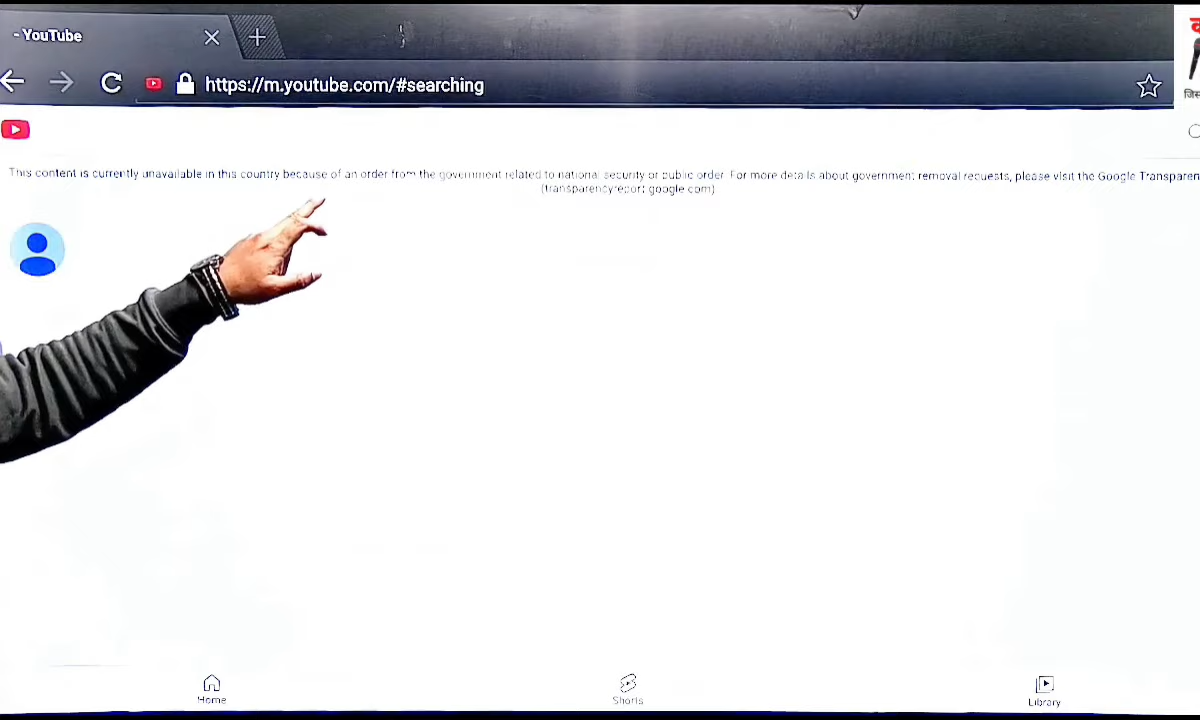 - YouTube
https://m.youtube.com/#searching
This content is currently unavailable in this country because of an order from the government related to national security or public order. For more details about government removal requests, please visit the Google
(transparencyreport.google.com)
Home
Shorts
Library